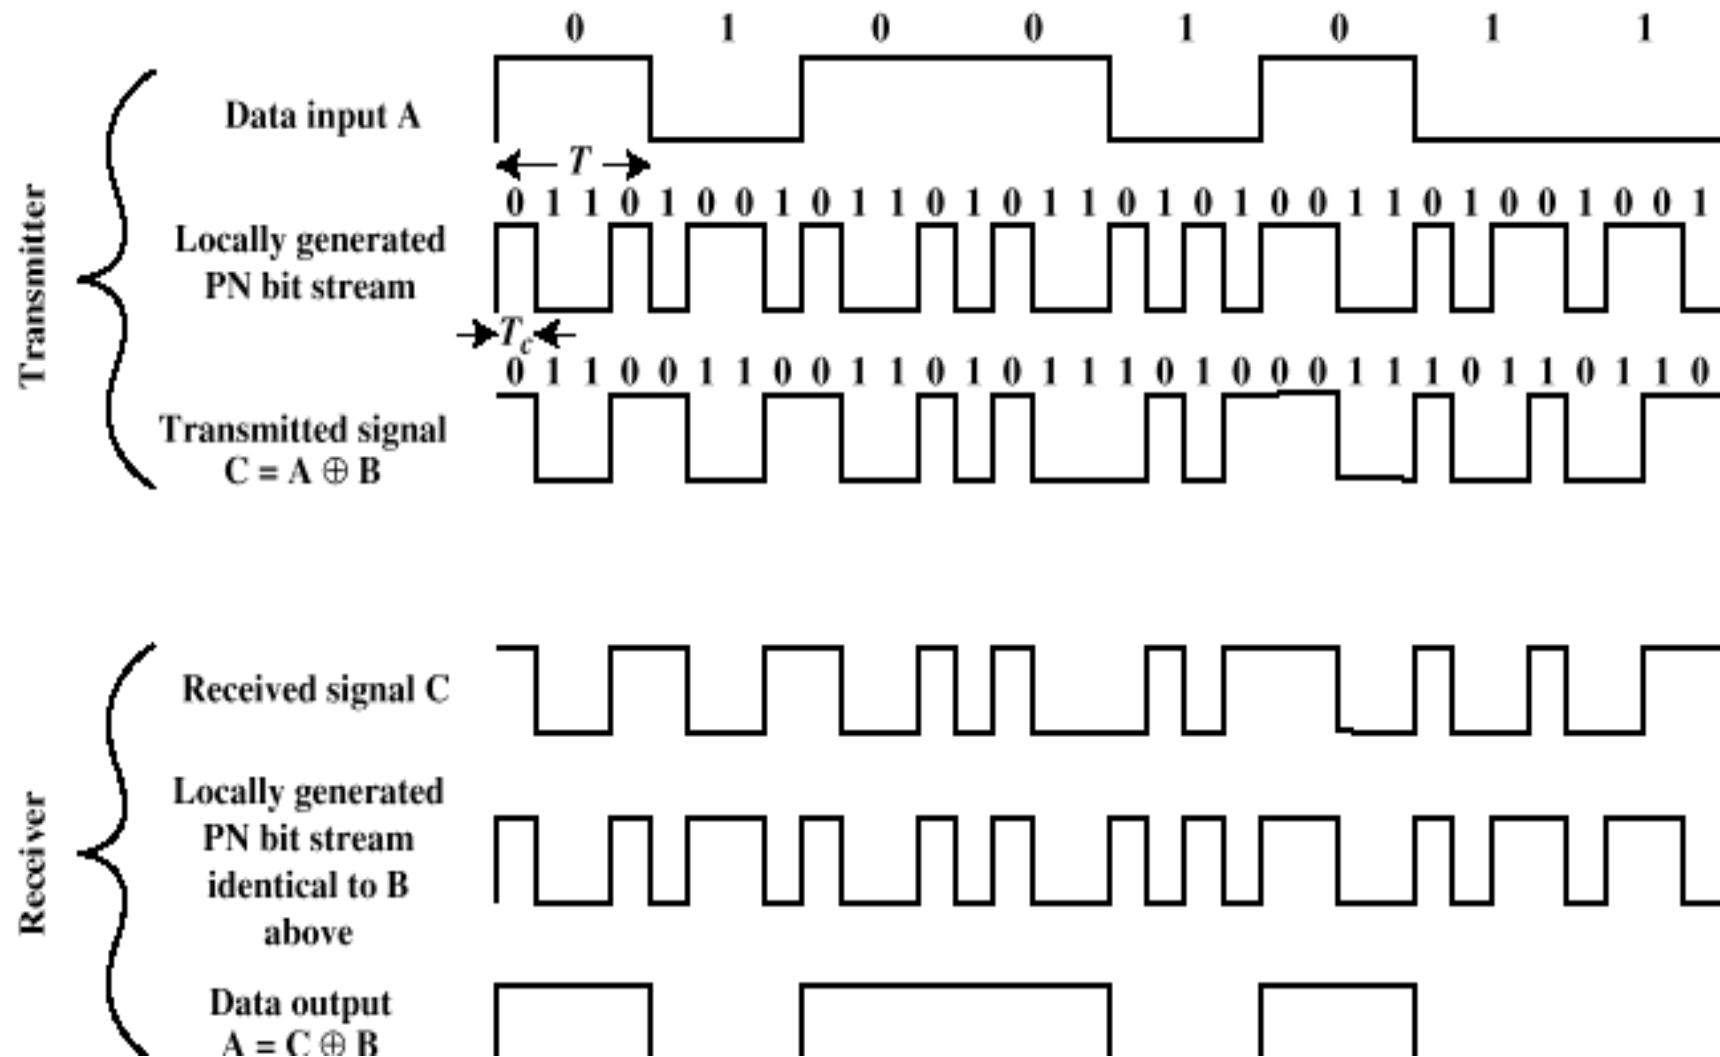 0 1 0 0 1 0 1 1
Data input A
T
0 1 1 0 1 0 0 1 0 1 1 0 1 0 1 1 0 1 0 1 0 0 1 1 0 1 0 0 1 0 0 1
Locally generated
PN bit stream
Transmitter
Tc
0 1 1 0 0 1 1 0 0 1 1 0 1 0 1 1 1 0 1 0 0 0 1 1 1 0 1 1 0 1 1 0
Transmitted signal
C = A ⊕ B
Received signal C
Locally generated
PN bit stream
identical to B
above
Receiver
Data output
A = C ⊕ B